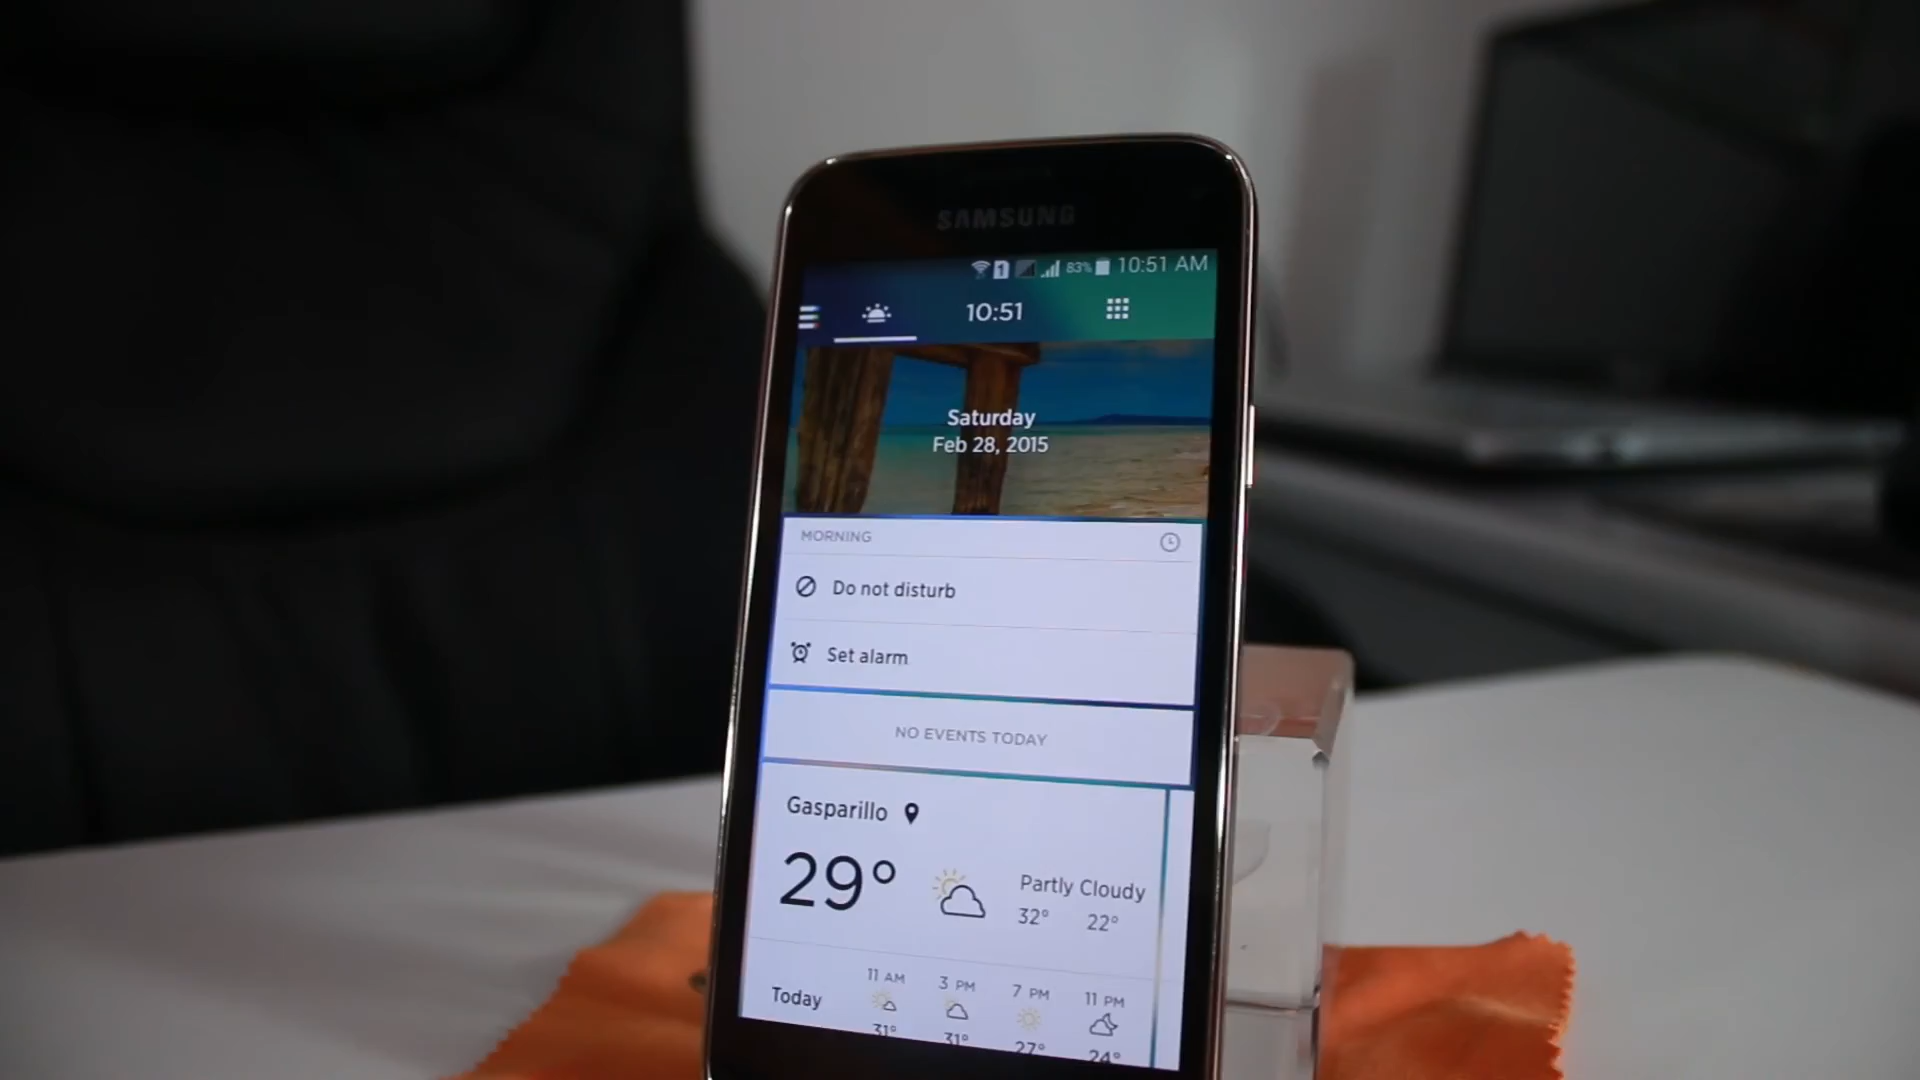 SAMSUNG
1 83% 10:51 AM
10:51
Saturday
Feb 28, 2015
MORNING
Do not disturb
Set alarm
NO EVENTS TODAY
Gasparillo
29°
Partly Cloudy
32° 22°
Today
11 AM 3 PM 7 PM 11 PM
31° 31° 27° 24°